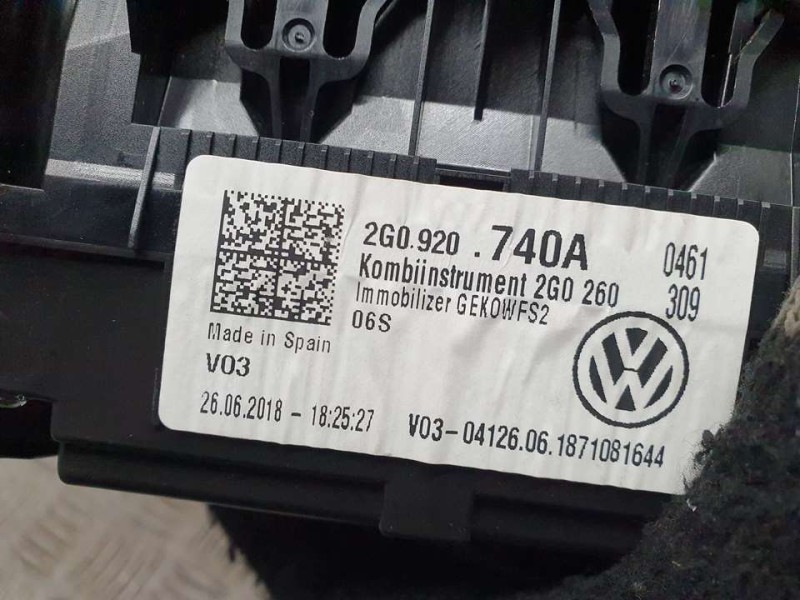 2G0.920 .740A 0461
Kombiinstrument 2G0 260 309
Immobilizer GEKOWFS2
06S
Made in Spain
V03
26.06.2018 - 18:25:27 V03-04126.06.1871081644